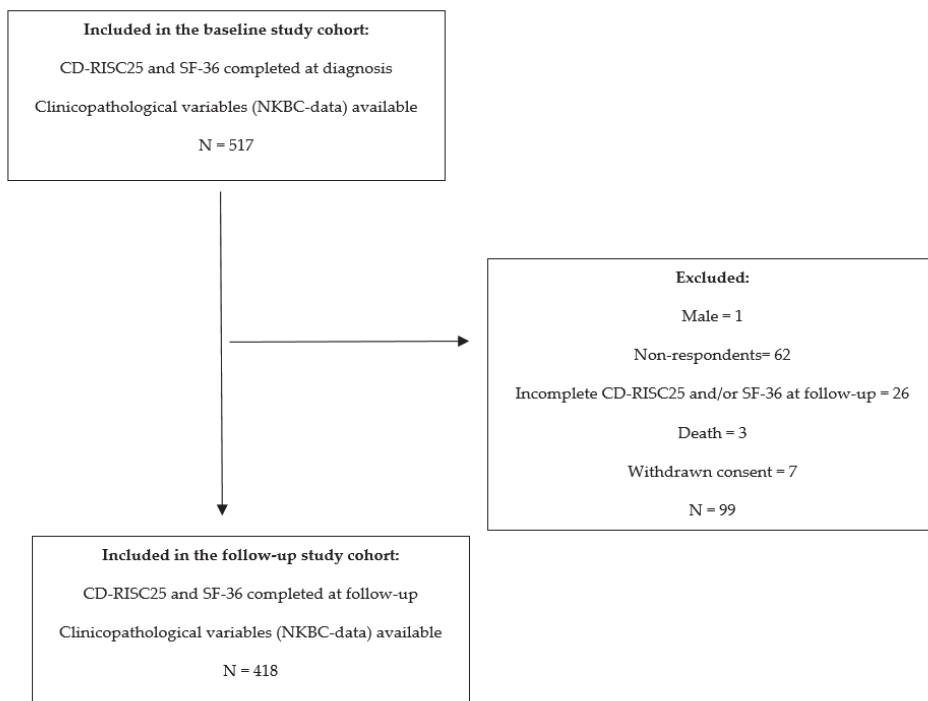 Included in the baseline study cohort:
CD-RISC25 and SF-36 completed at diagnosis
Clinicopathological variables (NKBC-data) available
N = 517
Excluded:
Male = 1
Non-respondents= 62
Incomplete CD-RISC25 and/or SF-36 at follow-up = 26
Death = 3
Withdrawn consent = 7
N = 99
Included in the follow-up study cohort:
CD-RISC25 and SF-36 completed at follow-up
Clinicopathological variables (NKBC-data) available
N = 418